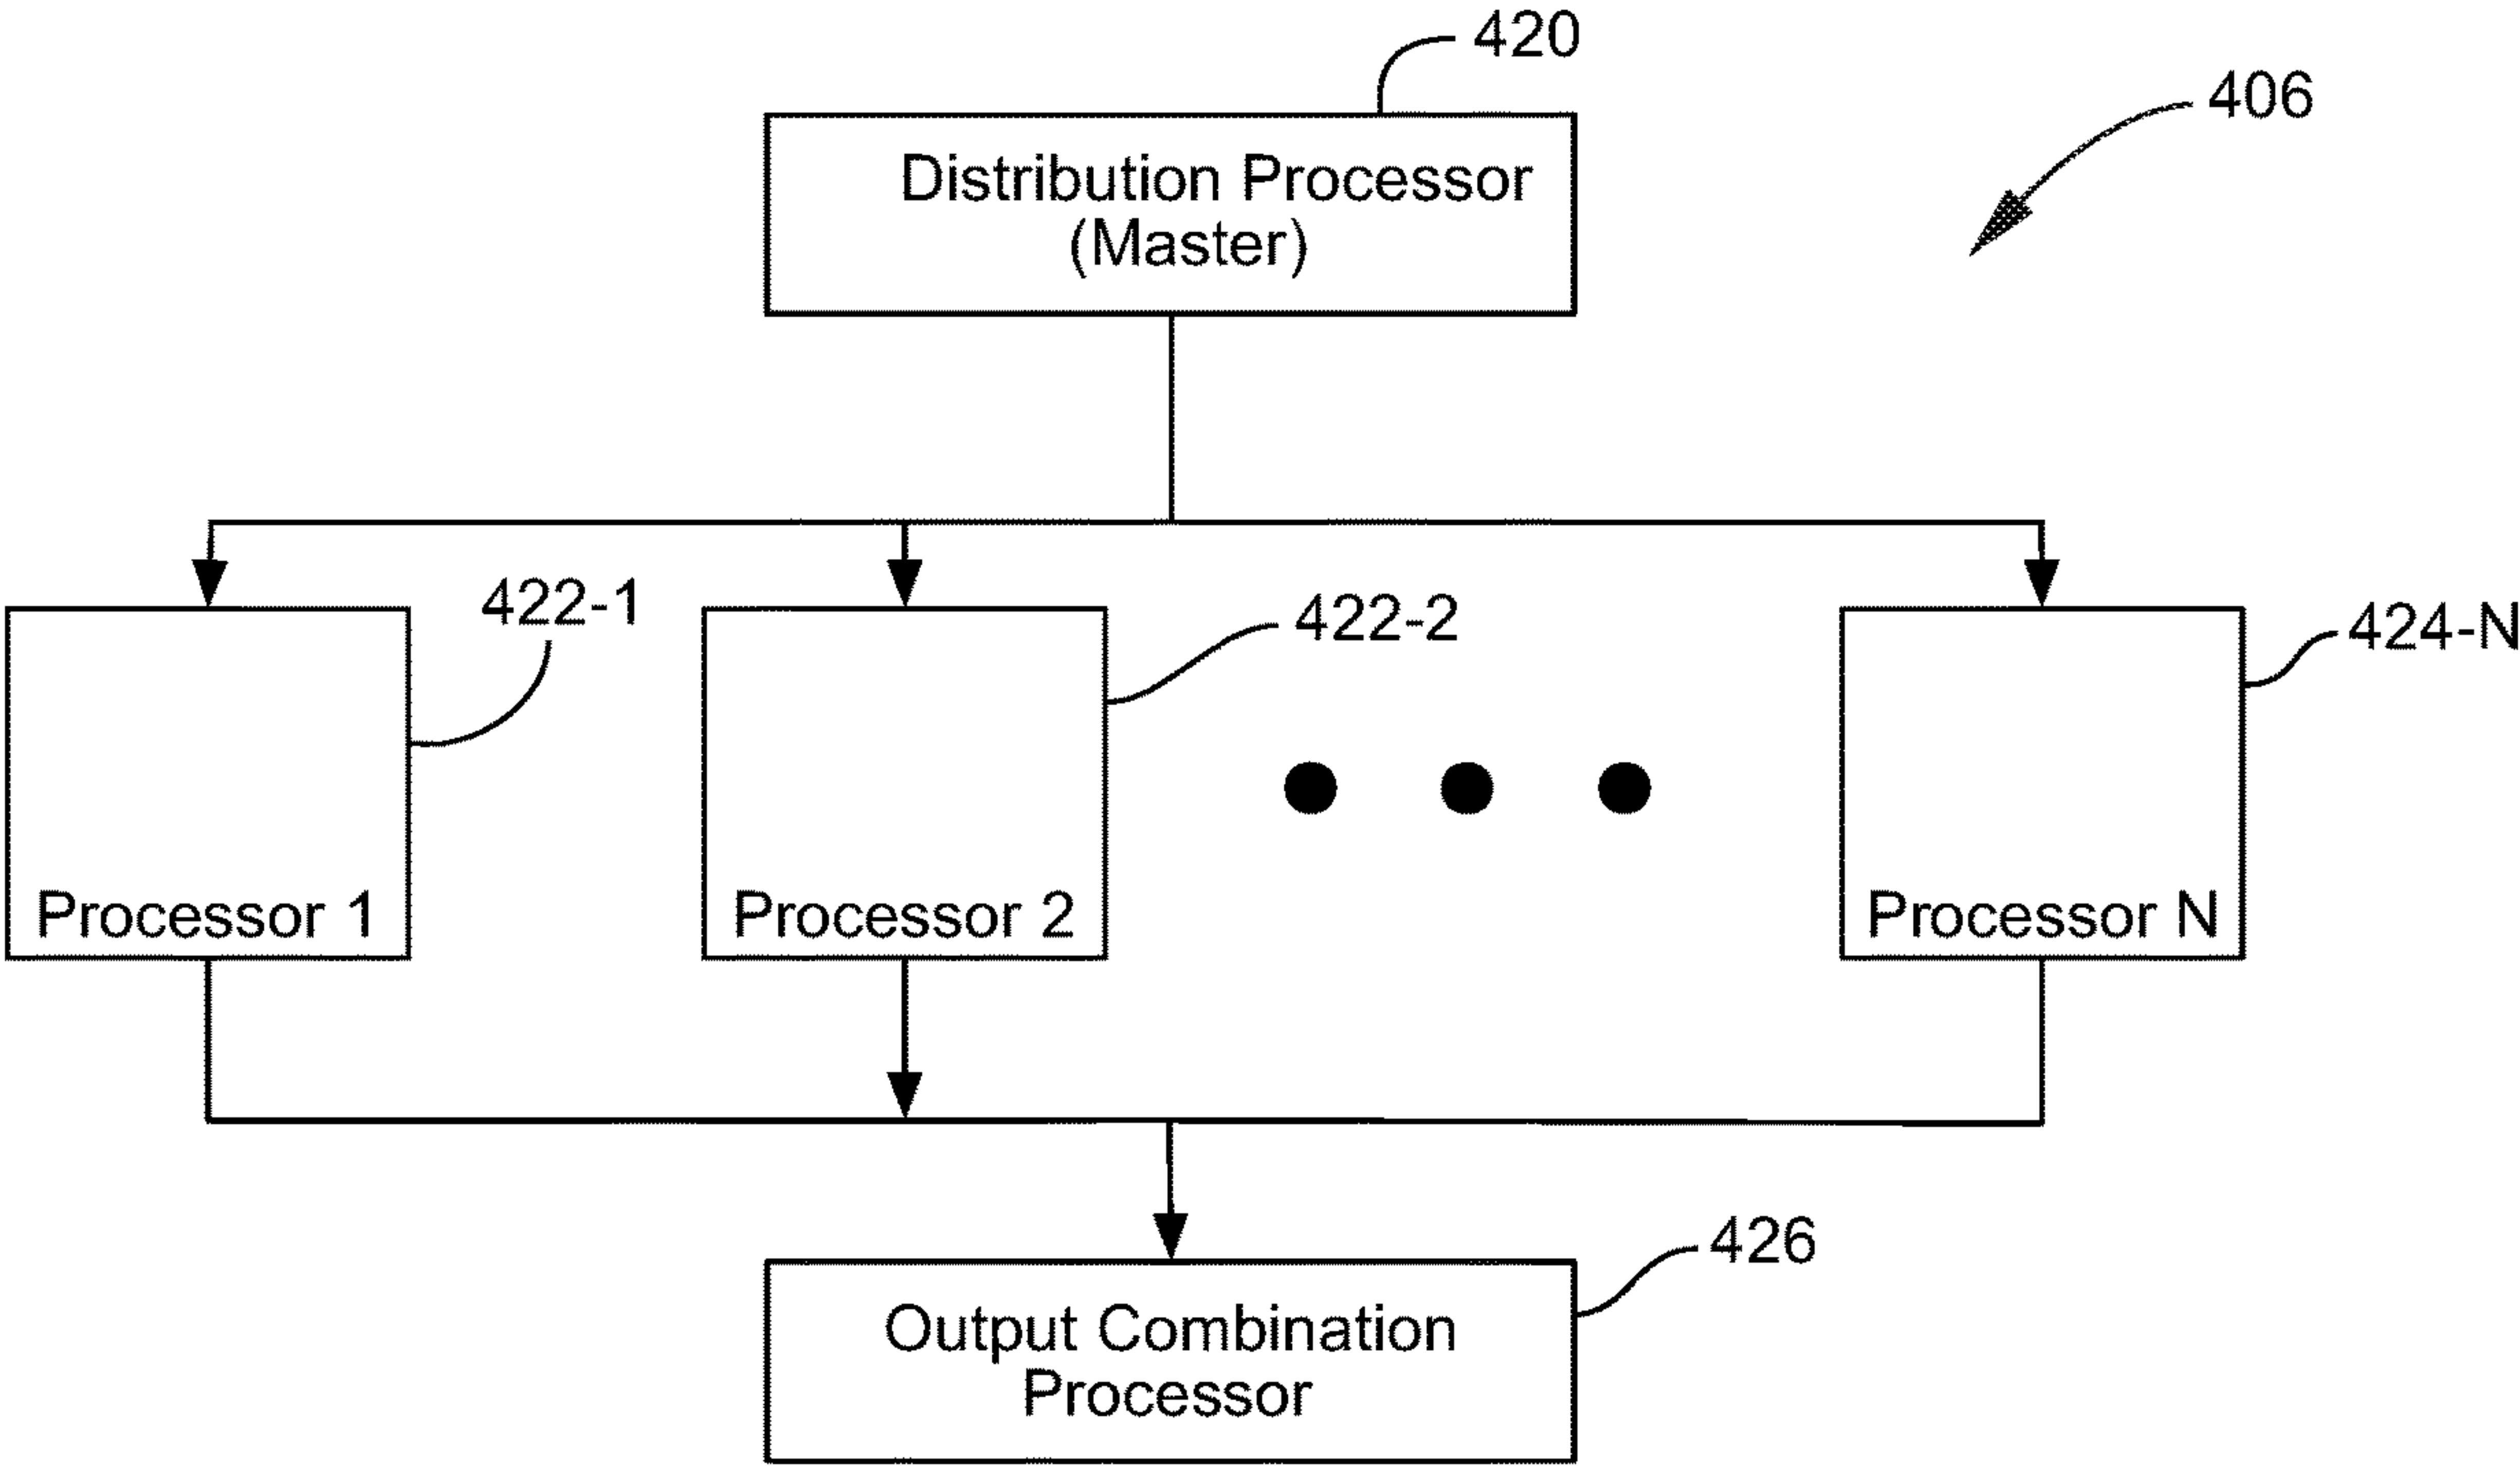 420
406
Distribution Processor
(Master)
422-1
422-2
424-N
Processor 1
Processor 2
Processor N
426
Output Combination
Processor